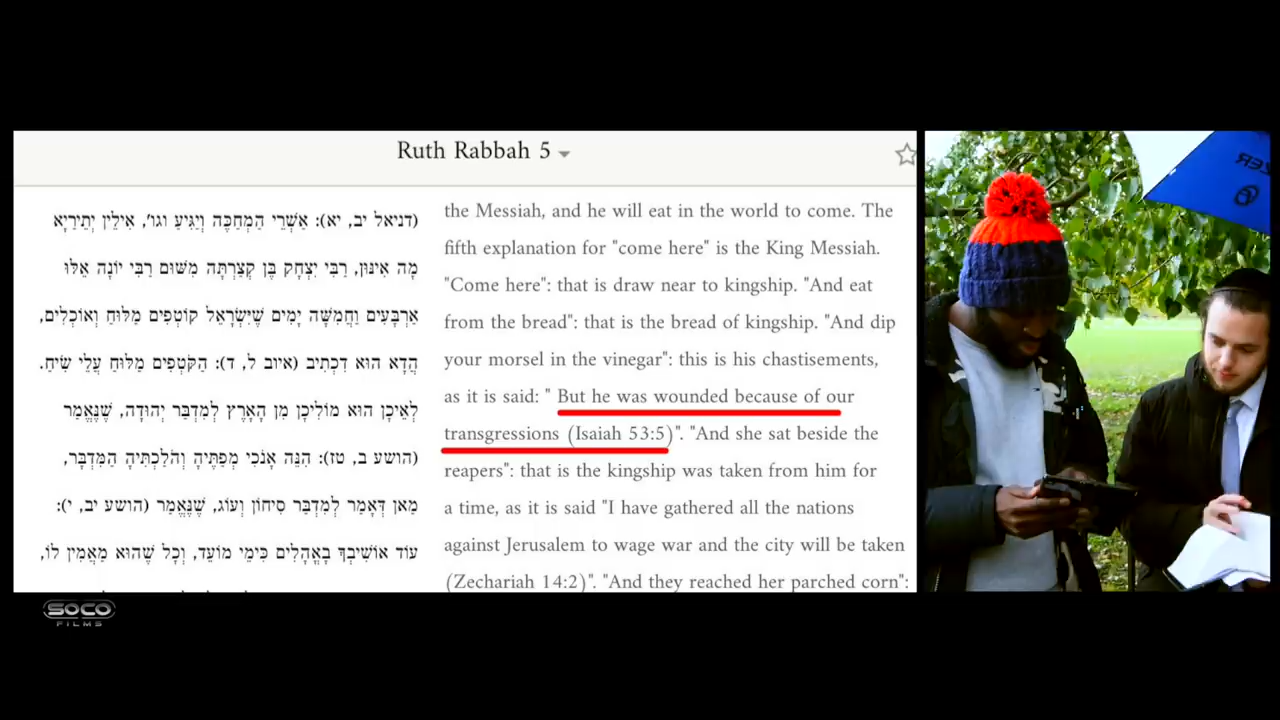 Ruth Rabbah 5
(דניאל יב, יא): אַשְׁרֵי הַמְחַכֶּה וְיַגִּיעַ וגו', אִילֵין יְתֵירַיָא
מָה אִינוּן, רַבִּי יִצְחָק בֶּן קְצַרְתָּה מִשּׁוּם רַבִּי יוֹנָה אֵלּוּ
אַרְבָּעִים וַחֲמִשָּׁה יָמִים שֶׁיִּשְׂרָאֵל קוֹטְפִים מַלּוּחַ וְאוֹכְלִים,
הֲדָא הוּא דִכְתִיב (איוב ל, ד): הַקֹּטְפִים מַלּוּחַ עֲלֵי שִׂיחַ.
לְאֵיכָן הוּא מוֹלִיכָן מִן הָאָרֶץ לְמִדְבַּר יְהוּדָה, שֶׁנֶּאֱמַר
(הושע ב, טז): הִנֵּה אָנֹכִי מְפַתֶּיהָ וְהֹלַכְתִּיהָ הַמִּדְבָּר,
מַאן דְּאָמַר לְמִדְבַּר סִיחוֹן וְעוֹג, שֶׁנֶּאֱמַר (הושע יב, י):
עוֹד אוֹשִׁיבְךָ בָאֳהָלִים כִּימֵי מוֹעֵד, וְכָל שֶׁהוּא מַאֲמִין לוֹ,
the Messiah, and he will eat in the world to come. The
fifth explanation for "come here" is the King Messiah.
"Come here": that is draw near to kingship. "And eat
from the bread": that is the bread of kingship. "And dip
your morsel in the vinegar": this is his chastisements,
as it is said: " But he was wounded because of our
transgressions (Isaiah 53:5)". "And she sat beside the
reapers": that is the kingship was taken from him for
a time, as it is said "I have gathered all the nations
against Jerusalem to wage war and the city will be taken
(Zechariah 14:2)". "And they reached her parched corn":
SOCO
FILMS